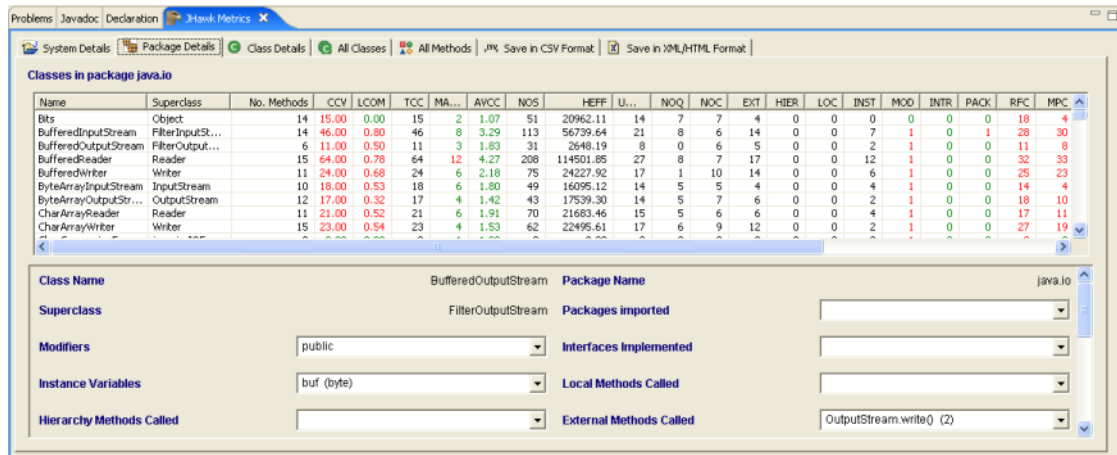 Problems Javadoc Declaration JHawk Metrics
System Details Package Details Class Details All Classes All Methods Save in CSV Format Save in XML/HTML Format
Classes in package java.io
Name Superclass No. Methods CCV LCOM TCC MA... AVCC NOS HEFF U... NOQ NOC EXT HIER LOC INST MOD INTR PACK RFC MPC
Bits Object 14 15.00 0.00 15 2 1.07 51 20962.11 14 7 7 4 0 0 0 0 0 0 18 4
BufferedInputStream FilterInputSt... 14 46.00 0.80 46 8 3.29 113 56739.64 21 8 6 14 0 0 7 1 0 1 28 30
BufferedOutputStream FilterOutput... 6 11.00 0.50 11 3 1.83 31 2648.19 8 0 6 5 0 0 2 1 0 0 11 8
BufferedReader Reader 15 64.00 0.78 64 12 4.27 208 114501.85 27 8 7 17 0 0 12 1 0 0 32 33
BufferedWriter Writer 11 24.00 0.68 24 6 2.18 75 24227.92 17 1 10 14 0 0 6 1 0 0 25 23
ByteArrayInputStream InputStream 10 18.00 0.53 18 6 1.80 49 16095.12 14 5 5 4 0 0 4 1 0 0 14 4
ByteArrayOutputStr... OutputStream 12 17.00 0.32 17 4 1.42 43 17539.30 14 5 7 6 0 0 2 1 0 0 18 10
CharArrayReader Reader 11 21.00 0.52 21 6 1.91 70 21683.46 15 5 6 6 0 0 4 1 0 0 17 11
CharArrayWriter Writer 15 23.00 0.54 23 4 1.53 62 22495.61 17 6 9 12 0 0 2 1 0 0 27 19
Class Name BufferedOutputStream Package Name java.io
Superclass FilterOutputStream Packages imported
Modifiers public Interfaces Implemented
Instance Variables buf (byte) Local Methods Called
Hierarchy Methods Called External Methods Called OutputStream.write() (2)